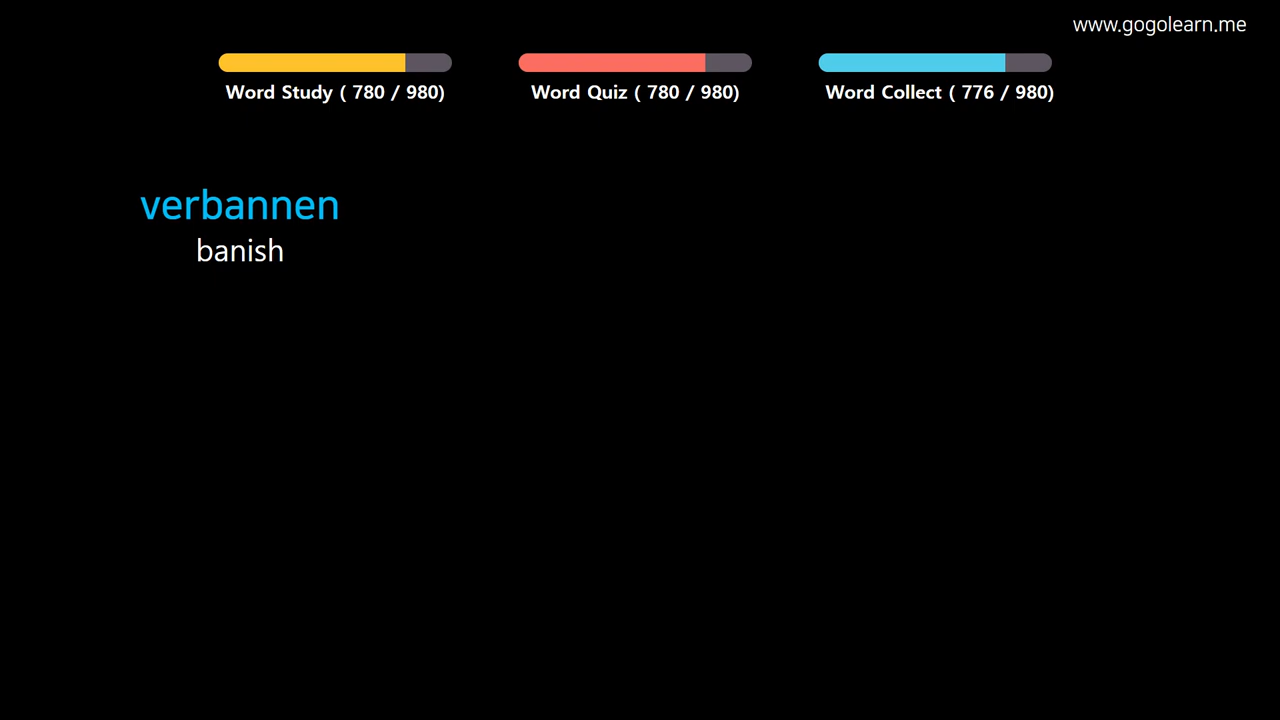 www.gogolearn.me
Word Study ( 780 / 980)
Word Quiz ( 780 / 980)
Word Collect ( 776 / 980)
verbannen
banish